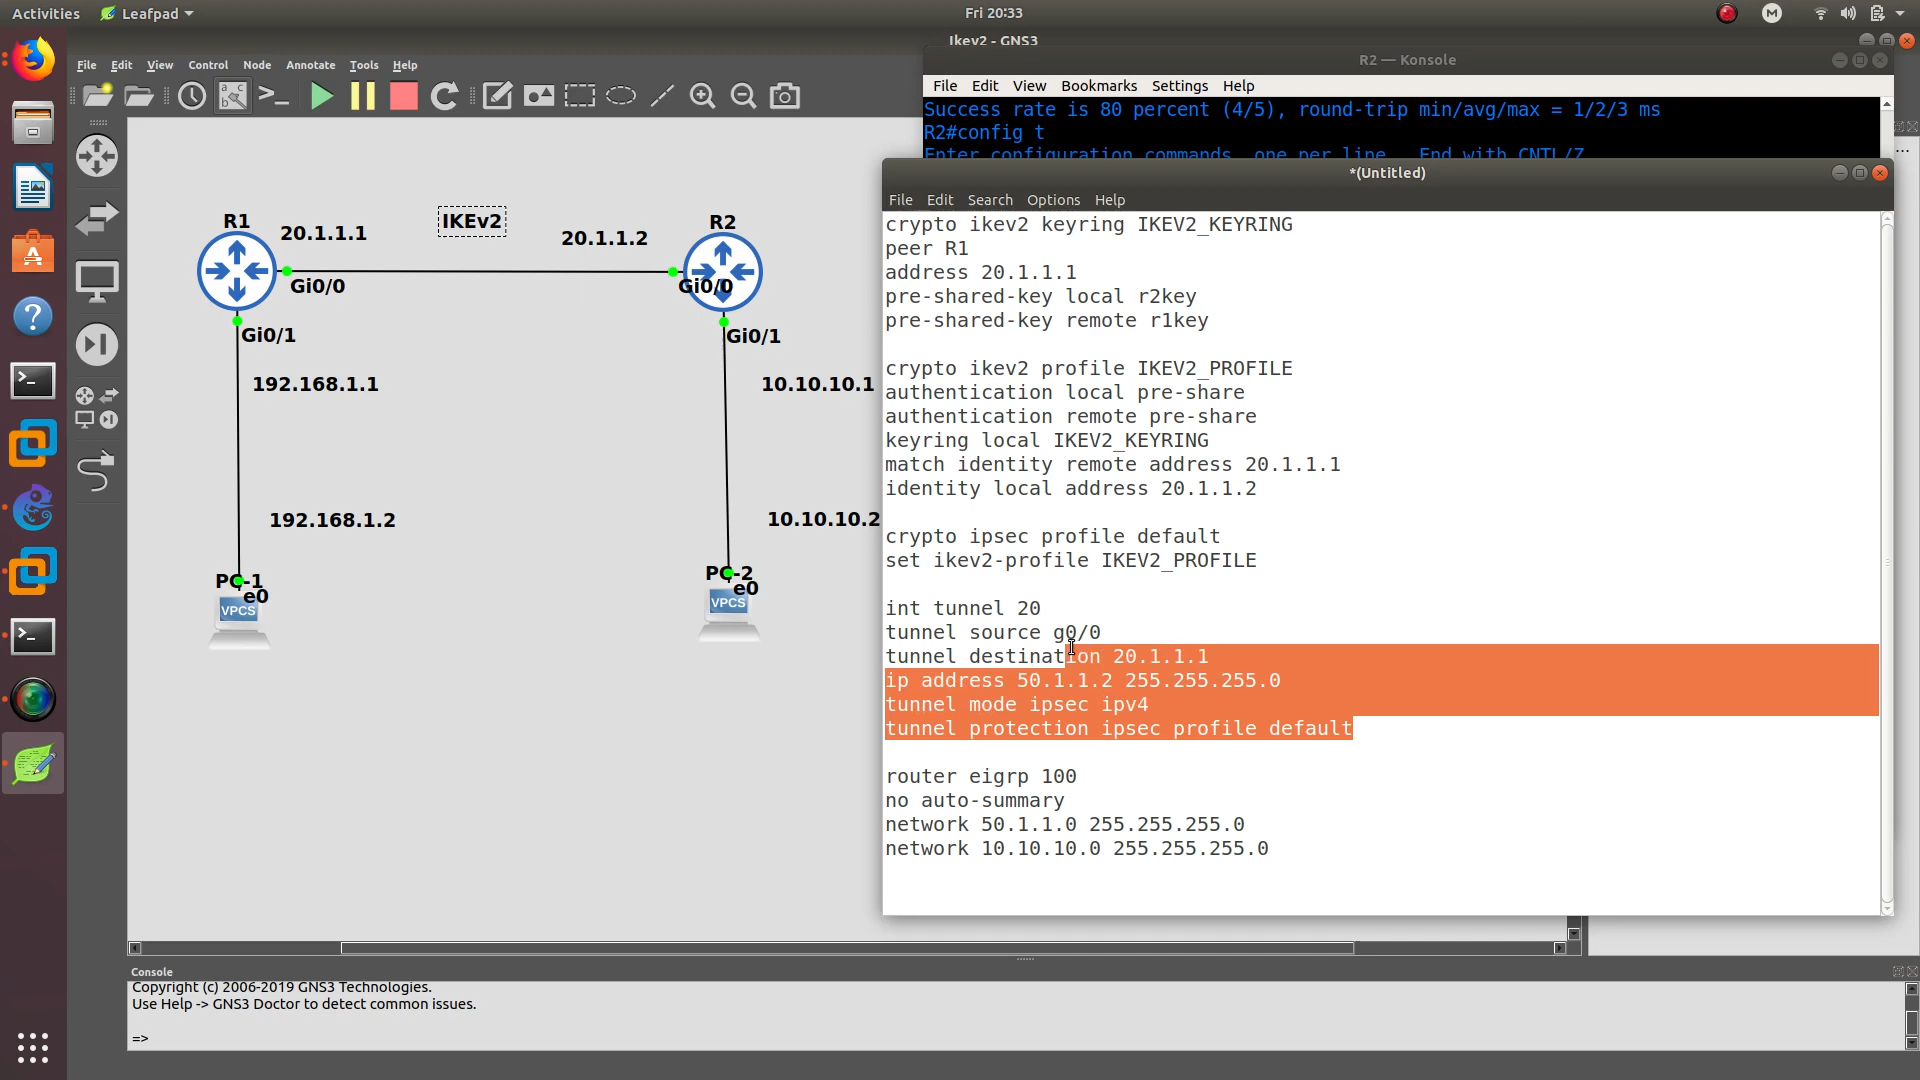 Activities
Leafpad
Fri 20:33
Ikev2 - GNS3
File Edit View Control Node Annotate Tools Help
R2 — Konsole
File Edit View Bookmarks Settings Help
Success rate is 80 percent (4/5), round-trip min/avg/max = 1/2/3 ms
R2#config t
Enter configuration commands, one per line. End with CNTL/Z
*(Untitled)
File Edit Search Options Help
crypto ikev2 keyring IKEV2_KEYRING
peer R1
address 20.1.1.1
pre-shared-key local r2key
pre-shared-key remote r1key
crypto ikev2 profile IKEV2_PROFILE
authentication local pre-share
authentication remote pre-share
keyring local IKEV2_KEYRING
match identity remote address 20.1.1.1
identity local address 20.1.1.2
crypto ipsec profile default
set ikev2-profile IKEV2_PROFILE
int tunnel 20
tunnel source g0/0
tunnel destination 20.1.1.1
ip address 50.1.1.2 255.255.255.0
tunnel mode ipsec ipv4
tunnel protection ipsec profile default
router eigrp 100
no auto-summary
network 50.1.1.0 255.255.255.0
network 10.10.10.0 255.255.255.0
R1
20.1.1.1
IKEv2
20.1.1.2
R2
Gi0/0
Gi0/0
Gi0/1
Gi0/1
192.168.1.1
10.10.10.1
192.168.1.2
10.10.10.2
PC-1
e0
VPCS
PC-2
e0
VPCS
Console
Copyright (c) 2006-2019 GNS3 Technologies.
Use Help -> GNS3 Doctor to detect common issues.
=>